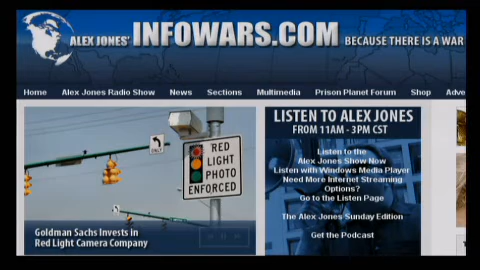 ALEX JONES' INFOWARS.COM BECAUSE THERE IS A WAR
Home Alex Jones Radio Show News Sections Multimedia Prison Planet Forum Shop Adve
ONLY
RED
LIGHT
PHOTO
ENFORCED
Goldman Sachs Invests in
Red Light Camera Company
LISTEN TO ALEX JONES
FROM 11AM - 3PM CST
Listen to the
Alex Jones Show Now
Listen with Windows Media Player
Need More Internet Streaming
Options?
Go to the Listen Page
The Alex Jones Sunday Edition
Get the Podcast